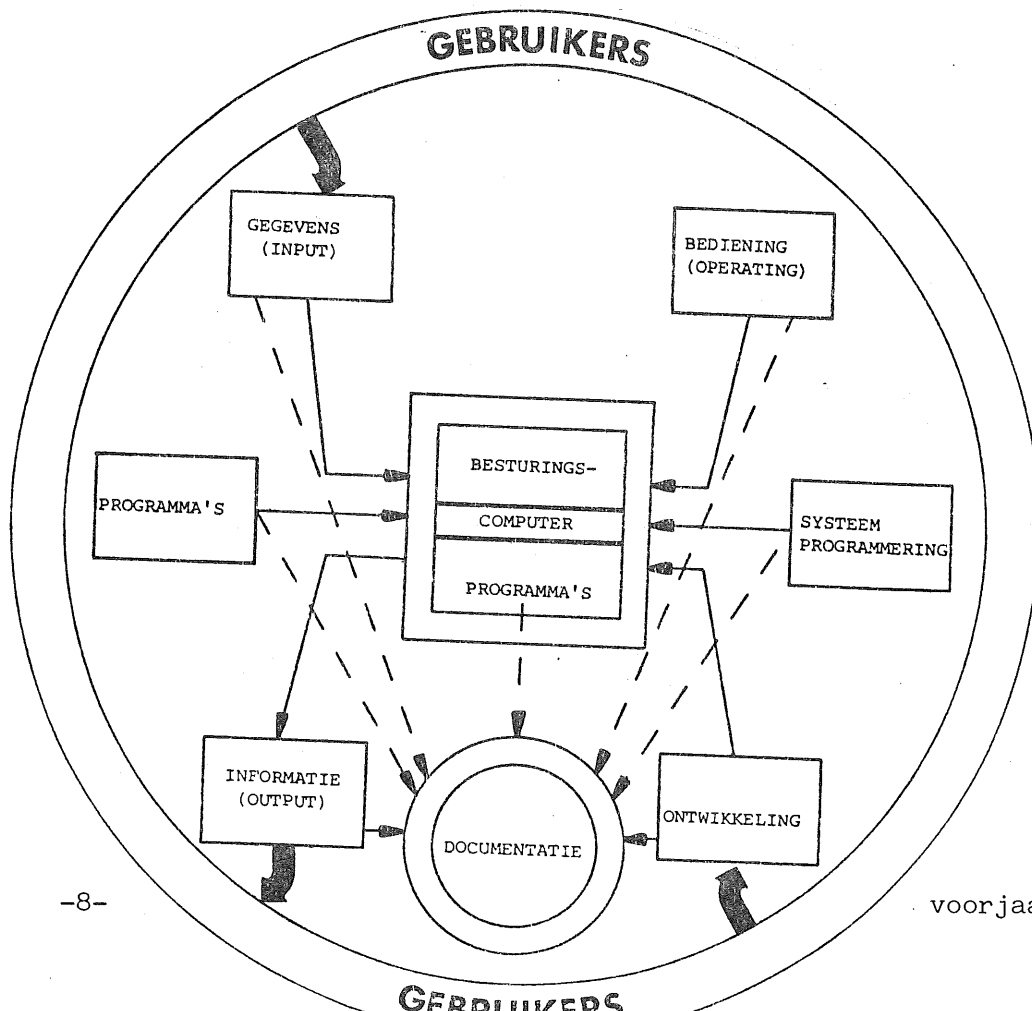 GEBRUIKERS
GEGEVENS
(INPUT)
BEDIENING
(OPERATING)
BESTURINGS-
COMPUTER
PROGRAMMA'S
PROGRAMMA'S
SYSTEEM
PROGRAMMERING
INFORMATIE
(OUTPUT)
DOCUMENTATIE
ONTWIKKELING
-8-
voorjaa
GEBRUIKERS